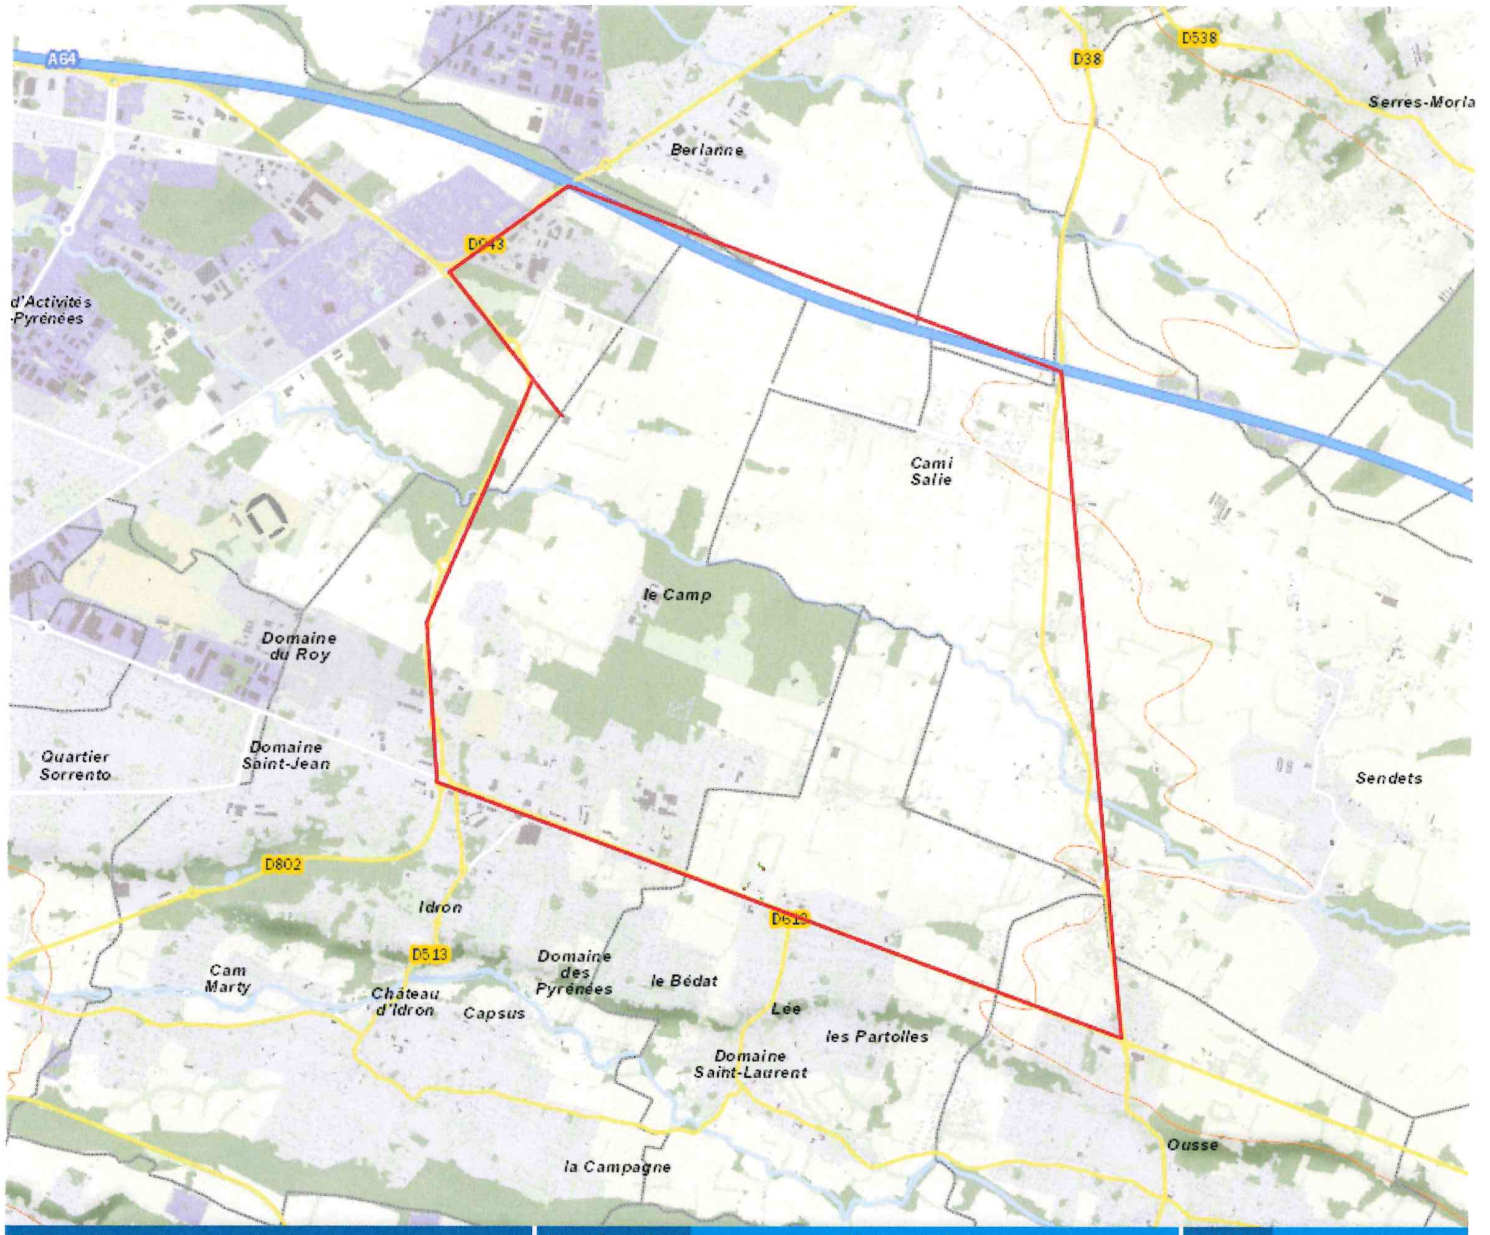 D538
D38
A64
Serres-Morla
Berlanne
D943
d'Activités
-Pyrénées
Cami
Salie
le Camp
Domaine
du Roy
Domaine
Saint-Jean
Quartier
Sorrento
Sendets
D802
Idron
D513
Domaine
des
Pyrénées
le Bédat
Cam
Marty
Château
d'Idron
Capsus
Lée
les Partolles
Domaine
Saint-Laurent
Ousse
la Campagne